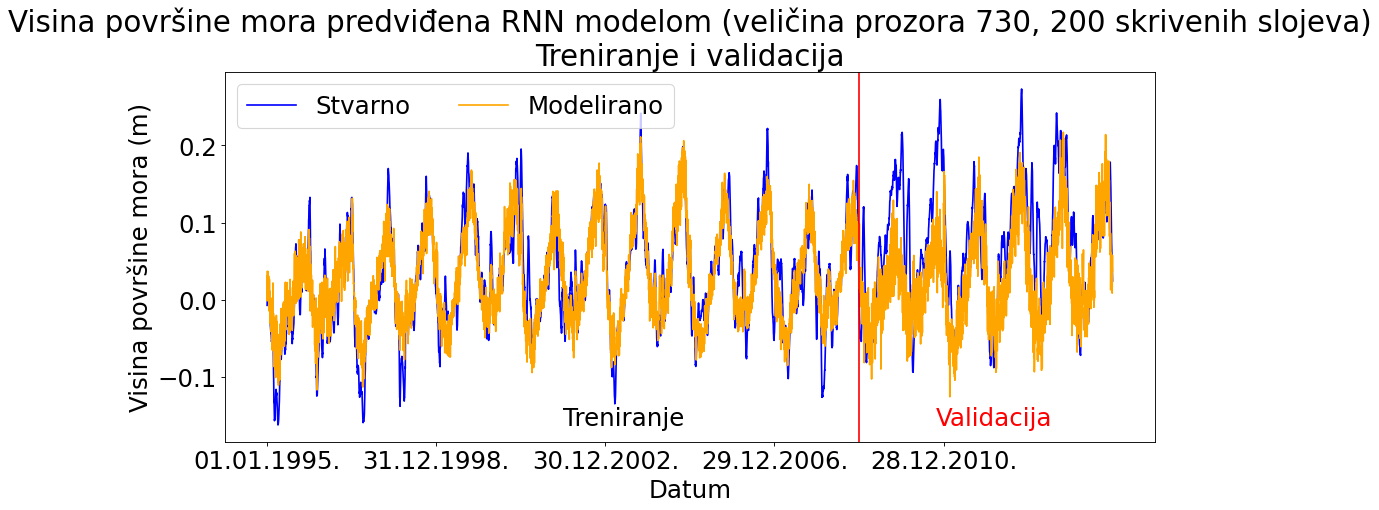 Visina površine mora predviđena RNN modelom (veličina prozora 730, 200 skrivenih slojeva)
Treniranje i validacija
Stvarno
Modelirano
Visina površine mora (m)
0.2
0.1
0.0
−0.1
Treniranje
Validacija
01.01.1995.
31.12.1998.
30.12.2002.
29.12.2006.
28.12.2010.
Datum